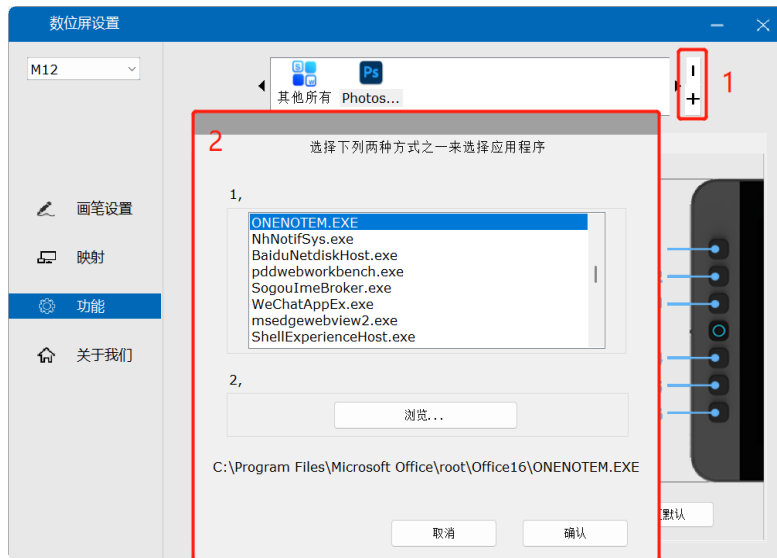 数位屏设置
M12
其他所有 Photos...
1
2
选择下列两种方式之一来选择应用程序
1,
ONENOTEM.EXE
NhNotifSys.exe
BaiduNetdiskHost.exe
pddwebworkbench.exe
SogouImeBroker.exe
WeChatAppEx.exe
msedgewebview2.exe
ShellExperienceHost.exe
画笔设置
映射
功能
关于我们
2,
浏览...
C:\Program Files\Microsoft Office\root\Office16\ONENOTEM.EXE
默认
取消
确认